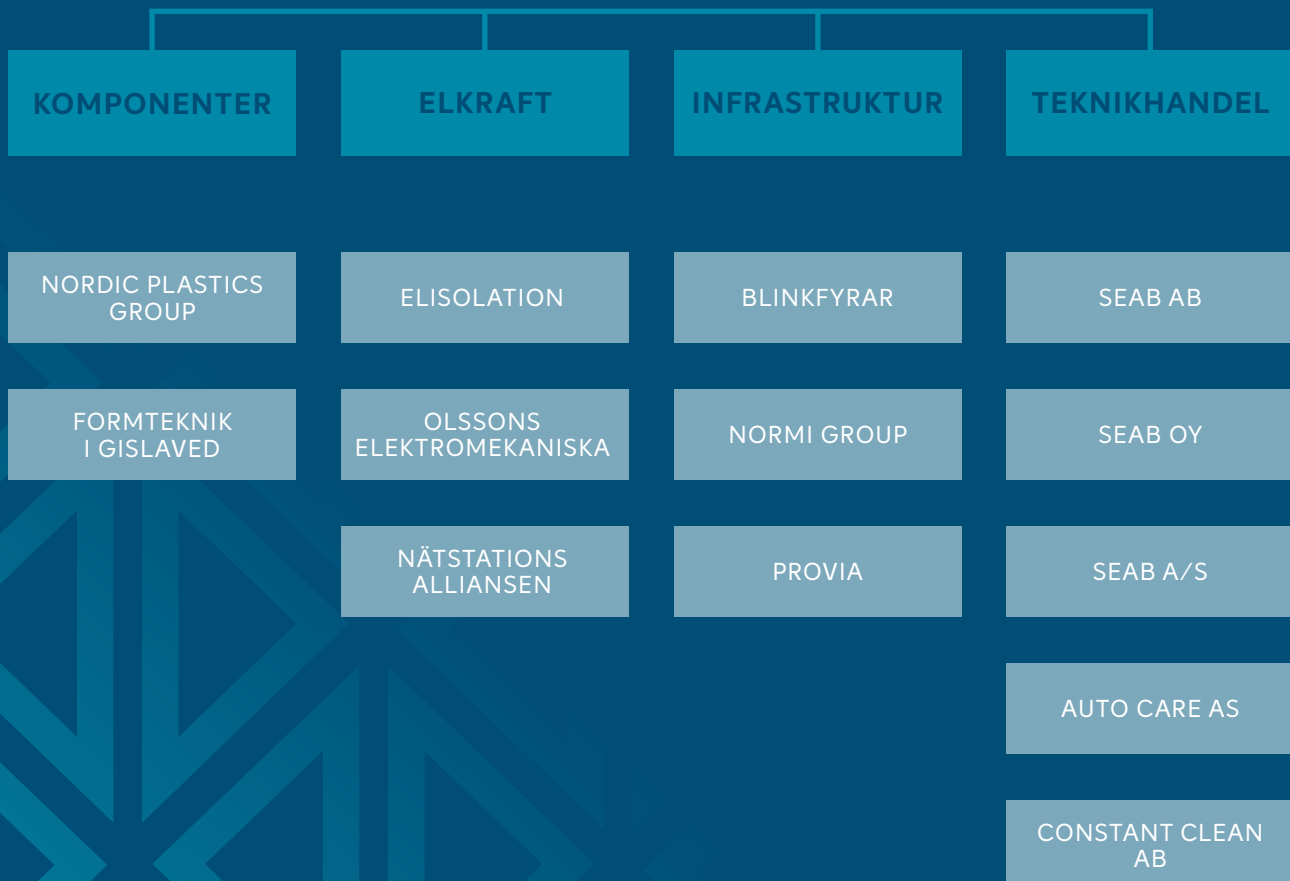 KOMPONENTER
ELKRAFT
INFRASTRUKTUR
TEKNIKHANDEL
NORDIC PLASTICS
GROUP
ELISOLATION
BLINKFYRAR
SEAB AB
FORMTEKNIK
I GISLAVED
OLSSONS
ELEKTROMEKANISKA
NORMI GROUP
SEAB OY
NÄTSTATIONS
ALLIANSEN
PROVIA
SEAB A/S
AUTO CARE AS
CONSTANT CLEAN
AB